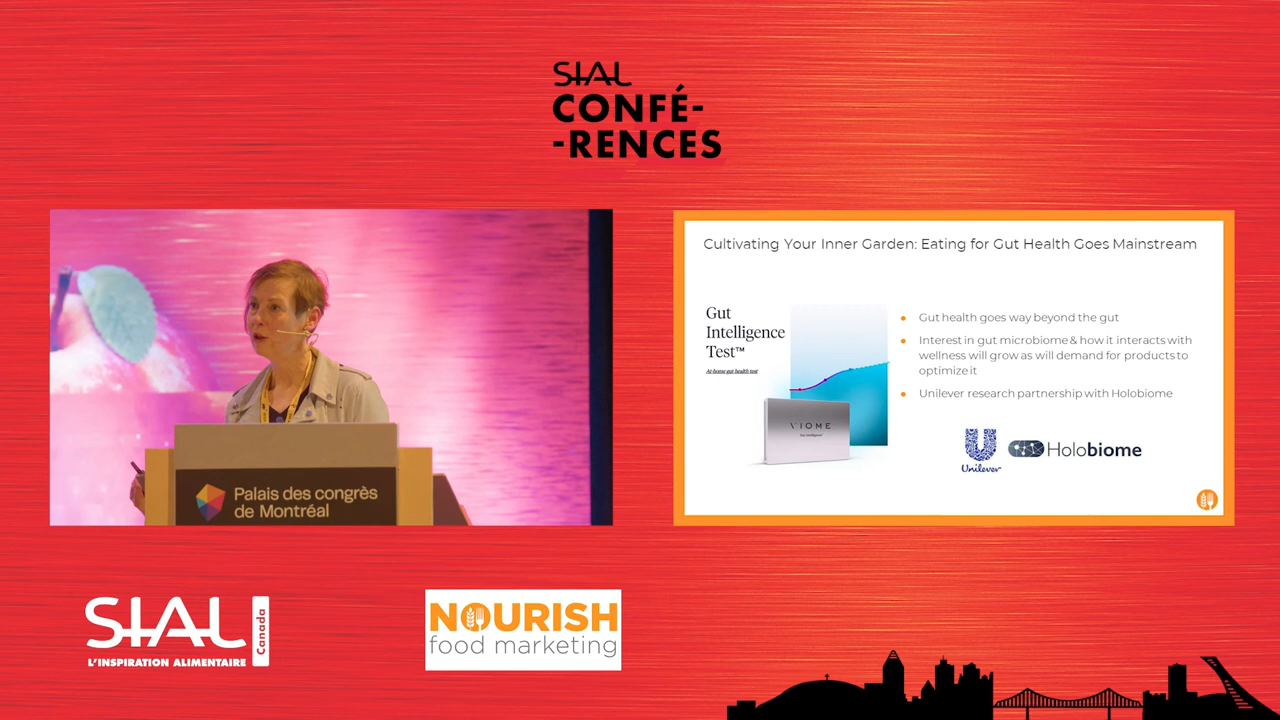 SIAL
CONFÉ-
-RENCES
Palais des congrès
de Montréal
Cultivating Your Inner Garden: Eating for Gut Health Goes Mainstream
Gut
Intelligence
Test™
At-home gut health test
VIOME
Gut Intelligence™
• Gut health goes way beyond the gut
• Interest in gut microbiome & how it interacts with
wellness will grow as will demand for products to
optimize it
• Unilever research partnership with Holobiome
Unilever
Holobiome
SIAL
Canada
L'INSPIRATION ALIMENTAIRE
NOURISH
food marketing